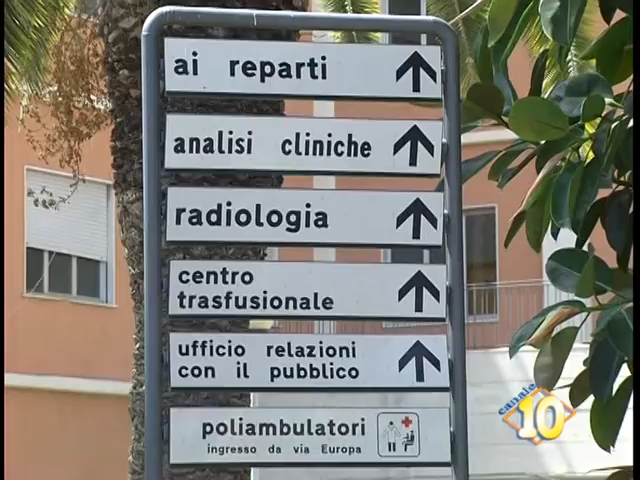 ai reparti
analisi cliniche
radiologia
centro
trasfusionale
ufficio relazioni
con il pubblico
poliambulatori
ingresso da via Europa
canale
10